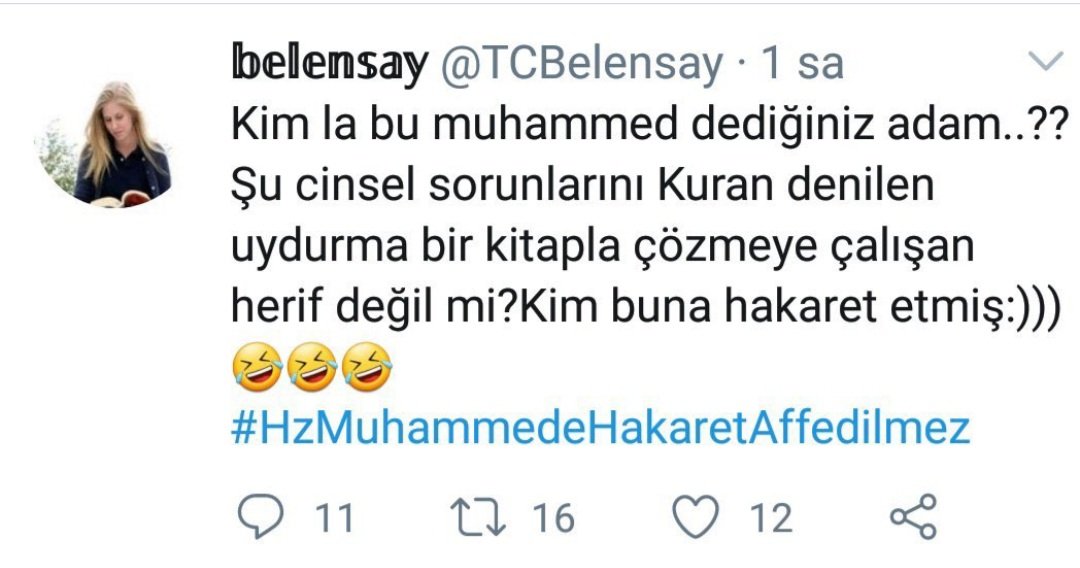 belensay @TCBelensay · 1 sa
Kim la bu muhammed dediğiniz adam..??
Şu cinsel sorunlarını Kuran denilen
uydurma bir kitapla çözmeye çalışan
herif değil mi?Kim buna hakaret etmiş:)))
🤣🤣🤣
#HzMuhammedeHakaretAffedilmez
11 16 12